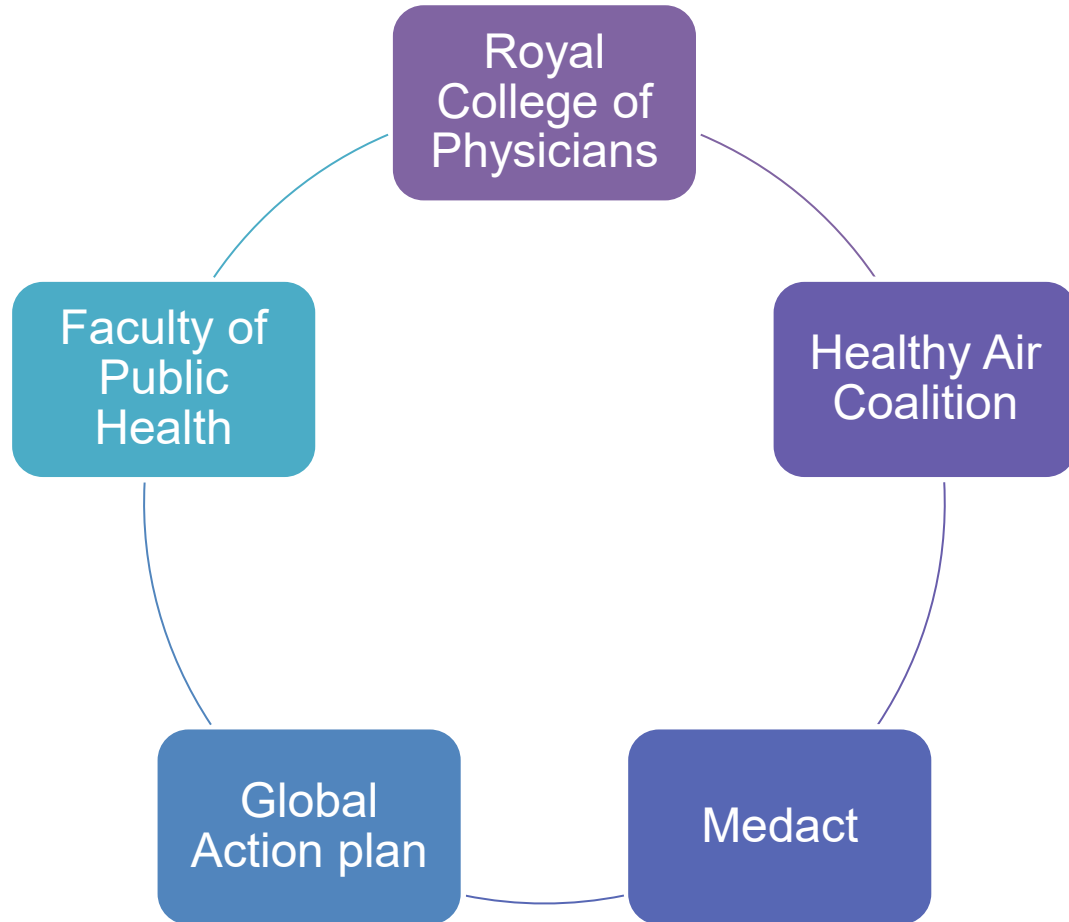 Royal
College of
Physicians
Healthy Air
Coalition
Medact
Global
Action plan
Faculty of
Public
Health